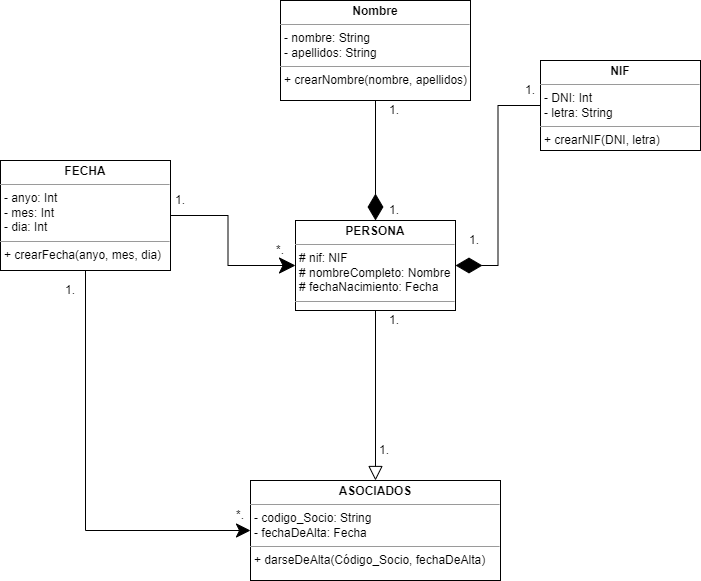 Nombre
- nombre: String
- apellidos: String
+ crearNombre(nombre, apellidos)
1.
NIF
- DNI: Int
- letra: String
+ crearNIF(DNI, letra)
1.
FECHA
- anyo: Int
- mes: Int
- dia: Int
+ crearFecha(anyo, mes, dia)
1.
*.
1.
1.
PERSONA
# nif: NIF
# nombreCompleto: Nombre
# fechaNacimiento: Fecha
1.
1.
1.
*.
ASOCIADOS
- codigo_Socio: String
- fechaDeAlta: Fecha
+ darseDeAlta(Código_Socio, fechaDeAlta)